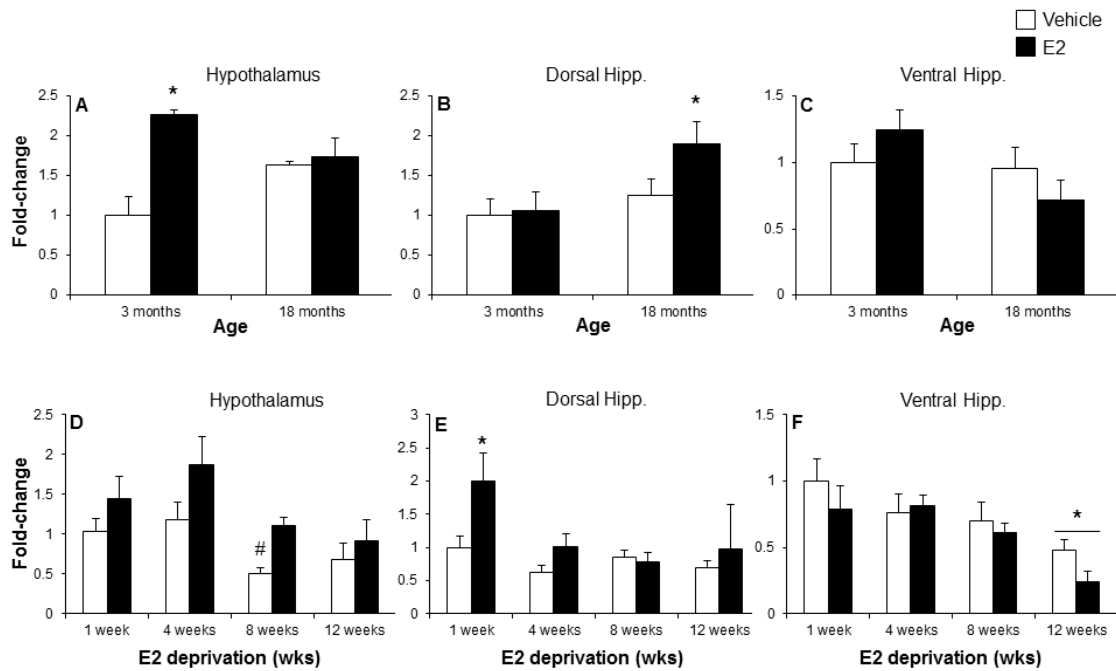 Vehicle
E2
Hypothalamus
Dorsal Hipp.
Ventral Hipp.
A
B
C
*
*
Fold-change
2.5
2
1.5
1
0.5
0
2.5
2
1.5
1
0.5
0
1.5
1
0.5
0
3 months 18 months
3 months 18 months
3 months 18 months
Age
Age
Age
Hypothalamus
Dorsal Hipp.
Ventral Hipp.
D
E
F
#
*
*
Fold-change
2.5
2
1.5
1
0.5
0
3
2.5
2
1.5
1
0.5
0
1.5
1
0.5
0
1 week 4 weeks 8 weeks 12 weeks
1 week 4 weeks 8 weeks 12 weeks
1 week 4 weeks 8 weeks 12 weeks
E2 deprivation (wks)
E2 deprivation (wks)
E2 deprivation (wks)